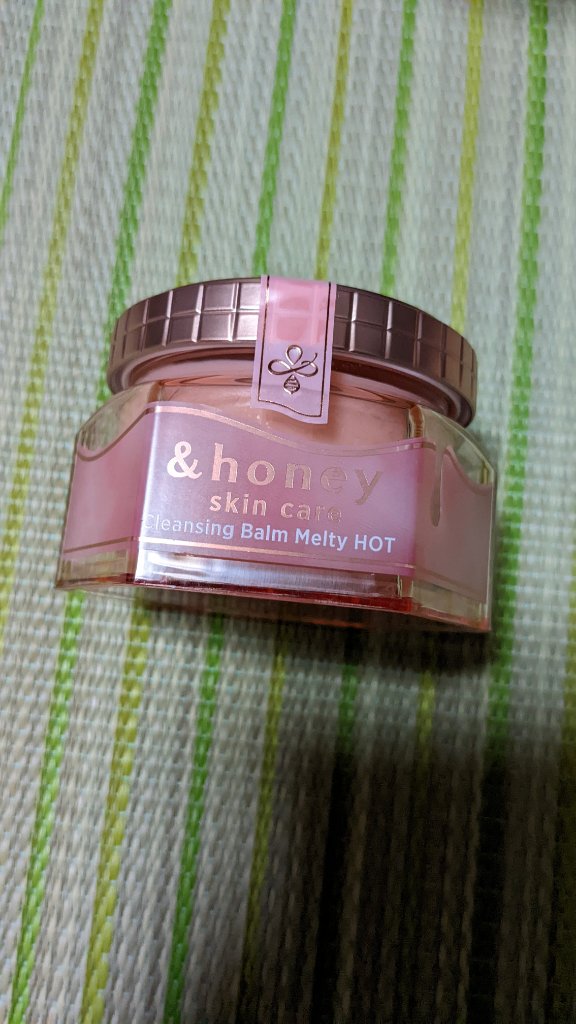 &honey
skin care
Cleansing Balm Melty HOT